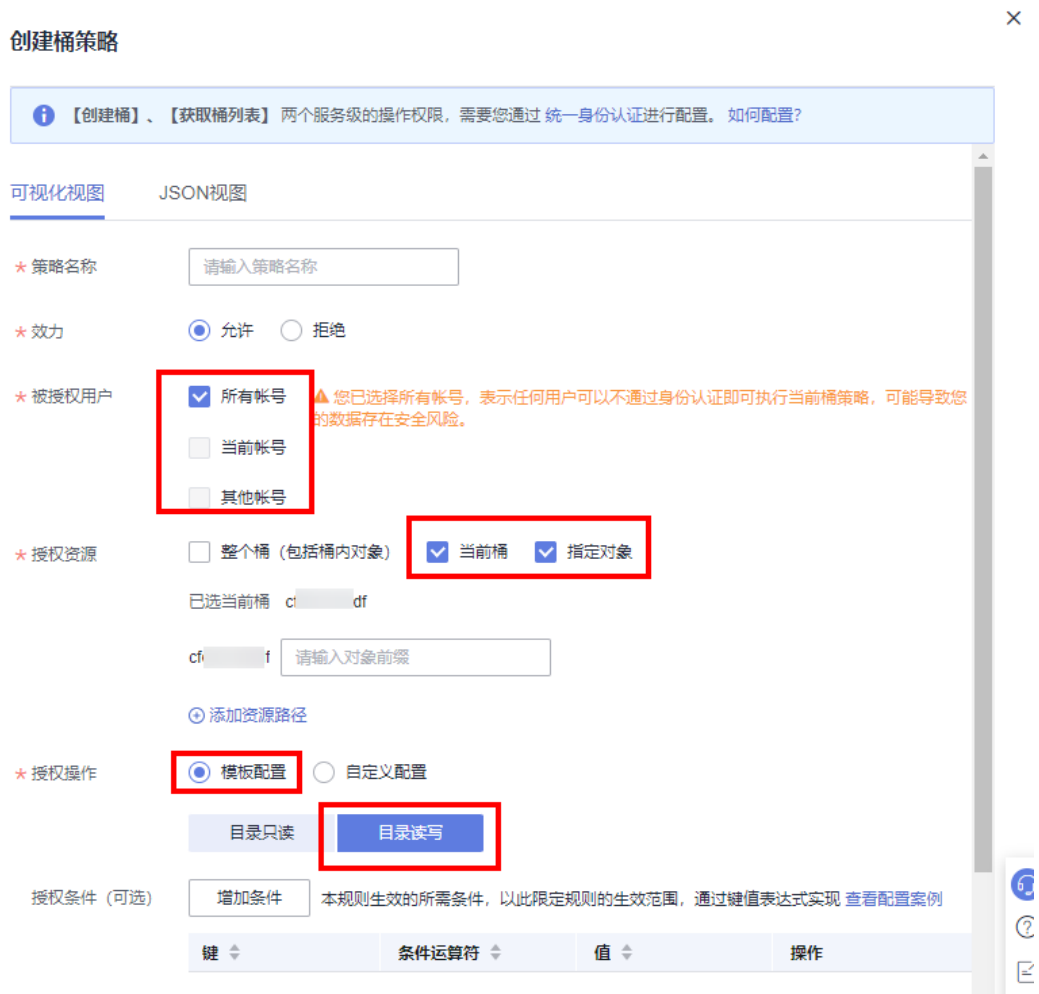 创建桶策略
【创建桶】、【获取桶列表】 两个服务级的操作权限，需要您通过 统一身份认证进行配置。 如何配置?
可视化视图 JSON视图
* 策略名称 请输入策略名称
* 效力 允许 拒绝
* 被授权用户 所有帐号 您已选择所有帐号，表示任何用户可以不通过身份认证即可执行当前桶策略，可能导致您
的数据存在安全风险。
当前帐号
其他帐号
* 授权资源 整个桶（包括桶内对象） 当前桶 指定对象
已选当前桶 df
cf f 请输入对象前缀
添加资源路径
* 授权操作 模板配置 自定义配置
目录只读 目录读写
授权条件（可选） 增加条件 本规则生效的所需条件，以此限定规则的生效范围，通过键值表达式实现 查看配置案例
键 条件运算符 值 操作